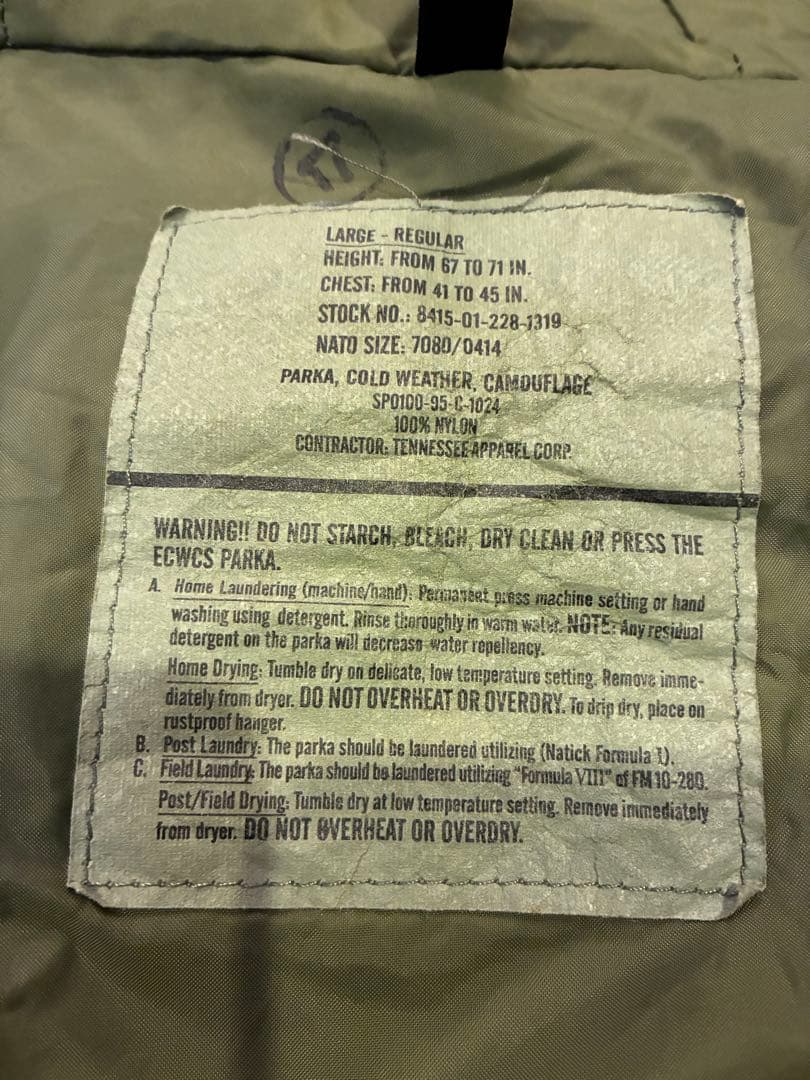 LARGE - REGULAR
HEIGHT: FROM 67 TO 71 IN.
CHEST: FROM 41 TO 45 IN.
STOCK NO.: 8415-01-228-1319
NATO SIZE: 7080/0414
PARKA, COLD WEATHER, CAMOUFLAGE
SPO100-95-C-1024
100% NYLON
CONTRACTOR: TENNESSEE APPAREL CORP.
WARNING!! DO NOT STARCH, BLEACH, DRY CLEAN OR PRESS THE
ECWCS PARKA.
A. Home Laundering (machine/hand): Permanent press machine setting or hand
washing using detergent. Rinse thoroughly in warm water. NOTE: Any residual
detergent on the parka will decrease water repellency.
Home Drying: Tumble dry on delicate, low temperature setting. Remove imme-
diately from dryer. DO NOT OVERHEAT OR OVERDRY. To drip dry, place on
rustproof hanger.
B. Post Laundry: The parka should be laundered utilizing (Natick Formula 1).
C. Field Laundry: The parka should be laundered utilizing "Formula VIII" of FM 10-280.
Post/Field Drying: Tumble dry at low temperature setting. Remove immediately
from dryer. DO NOT OVERHEAT OR OVERDRY.